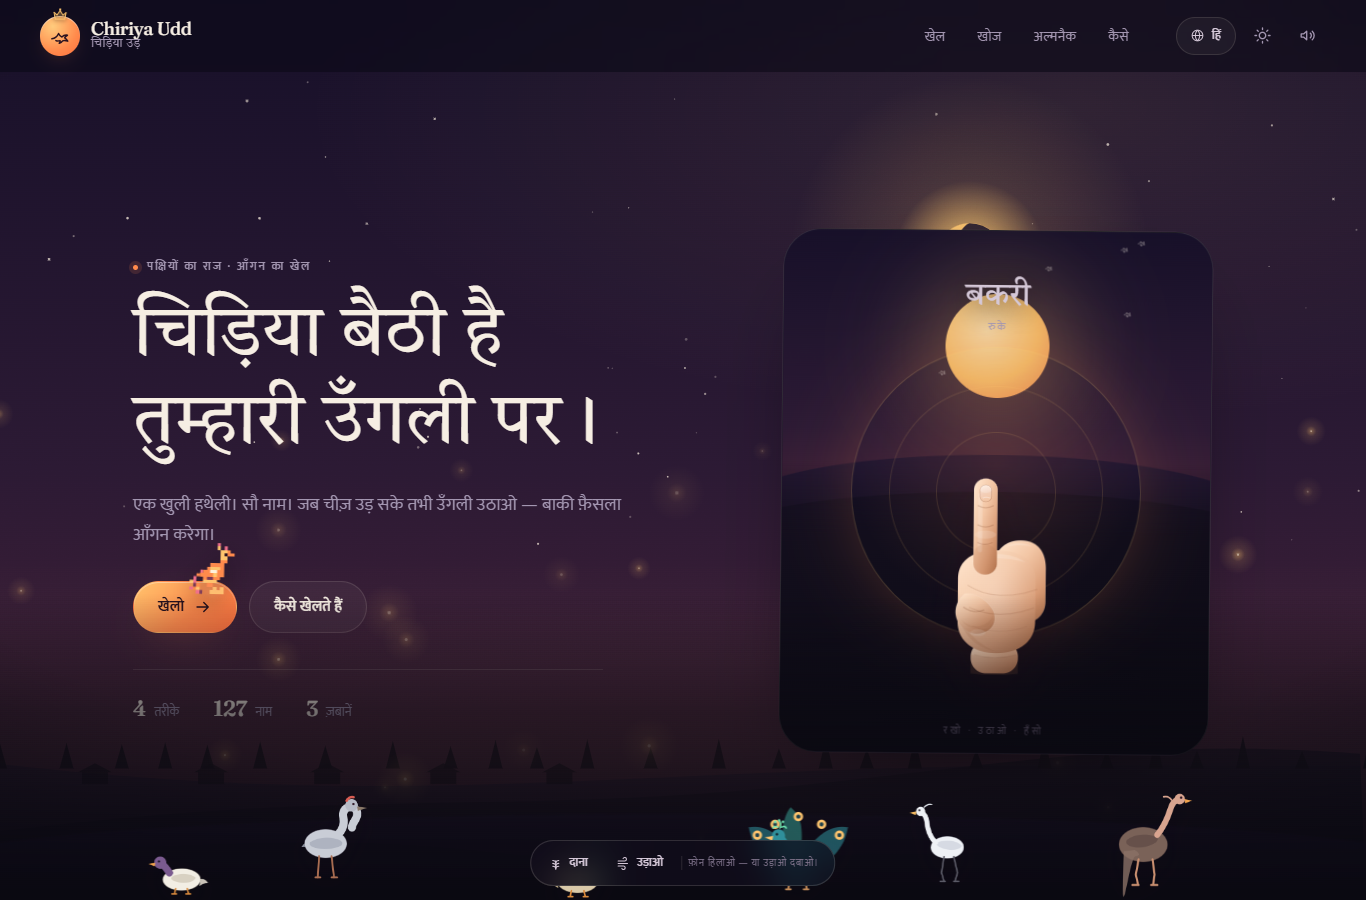 Chiriya Udd
चिड़िया उड़
खेल
खोज
अल्मनैक
कैसे
हिं
पक्षियों का राज · आँगन का खेल
चिड़िया बैठी है
तुम्हारी उँगली पर।
एक खुली हथेली। सौ नाम। जब चीज़ उड़ सके तभी उँगली उठाओ — बाकी फ़ैसला
आँगन करेगा।
खेलो →
कैसे खेलते हैं
4 तरीके
127 नाम
3 ज़बानें
बकरी
रुके
रखो · उठाओ · हँसो
दाना
उड़ाओ
फ़ोन हिलाओ — या उड़ाओ दबाओ।